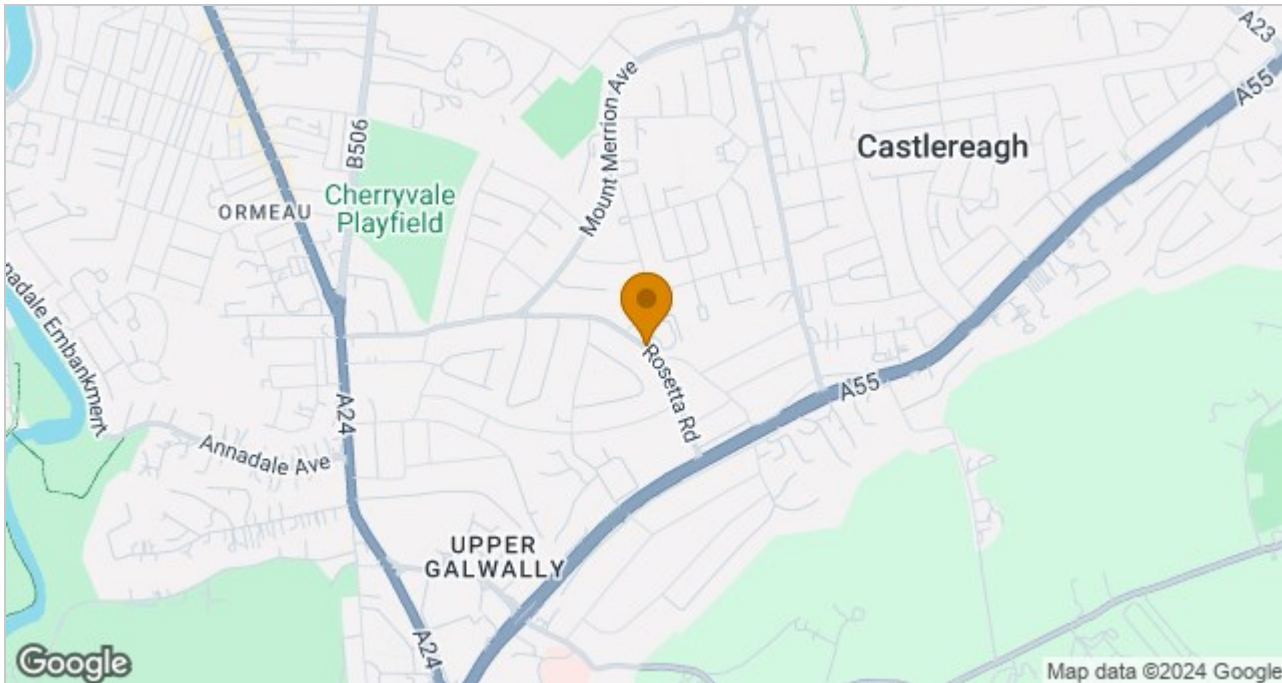 A23
A55
Mount Merrion Ave
B506
Castlereagh
Cherryvale
Playfield
ORMEAU
nadale Embankment
Rosetta Rd
A55
A24
Annadale Ave
UPPER
GALWALLY
A24
Google
Map data ©2024 Google